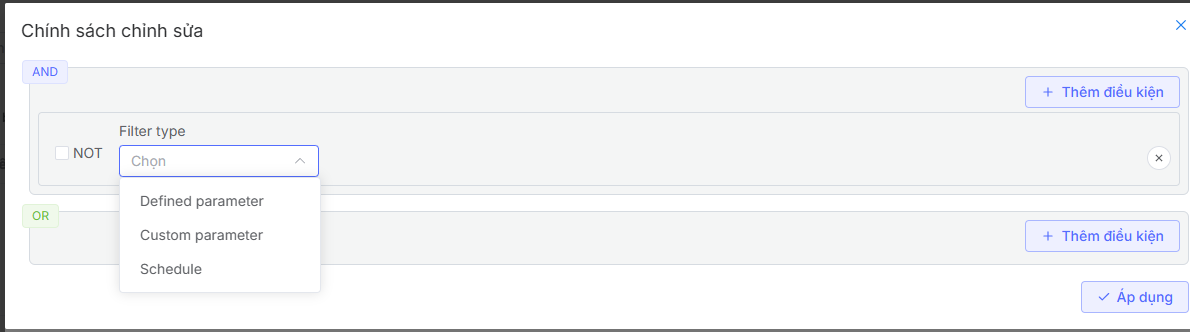 Chính sách chỉnh sửa
AND
Thêm điều kiện
Filter type
NOT
Chọn
Defined parameter
Custom parameter
Schedule
OR
Thêm điều kiện
Áp dụng